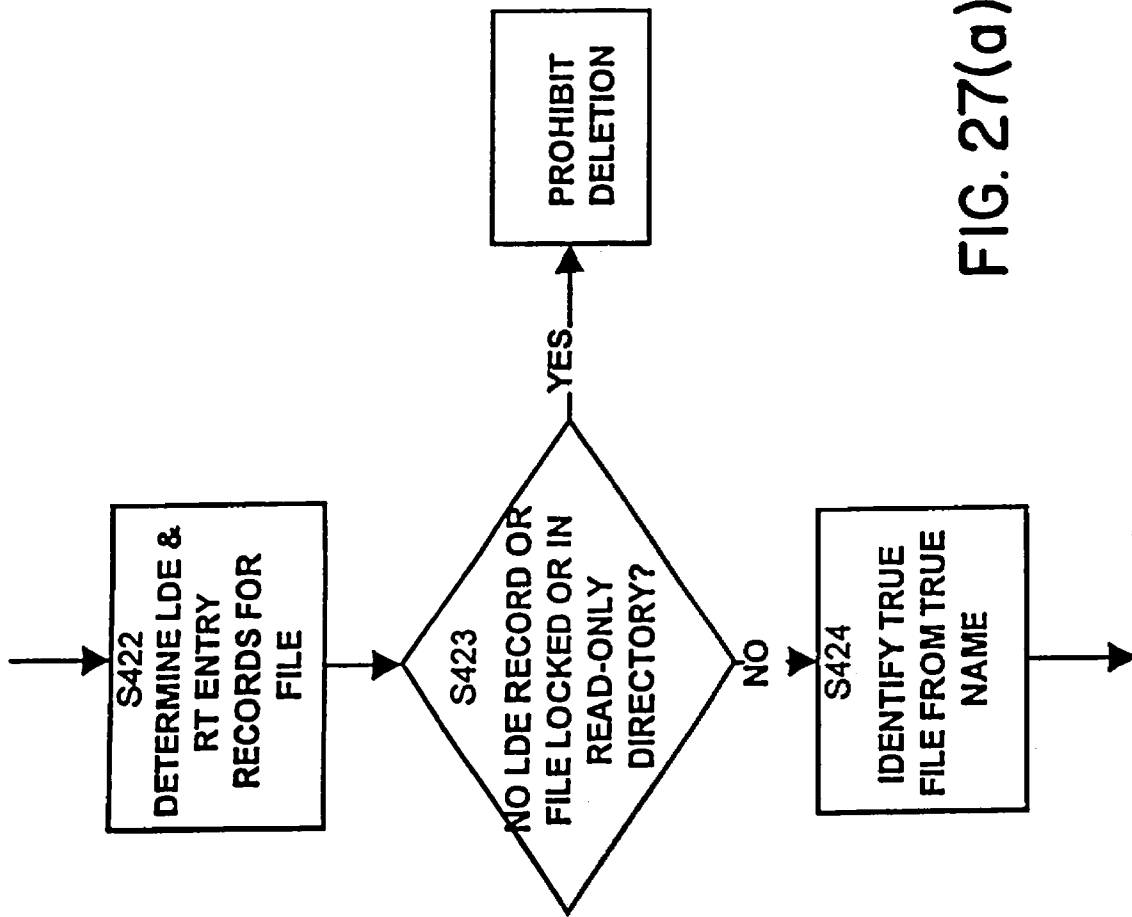 S422
DETERMINE LDE &
RT ENTRY
RECORDS FOR
FILE
S423
NO LDE RECORD OR
FILE LOCKED OR IN
READ-ONLY
DIRECTORY?
YES
PROHIBIT
DELETION
NO
S424
IDENTIFY TRUE
FILE FROM TRUE
NAME
FIG. 27(a)